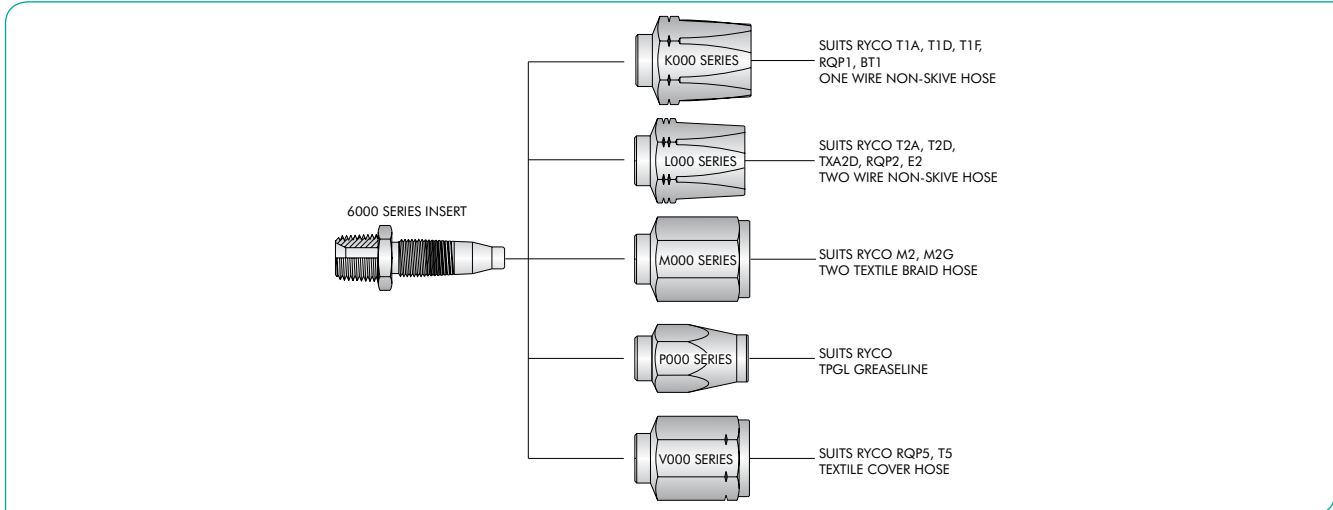 6000 SERIES INSERT
K000 SERIES
SUITS RYCO T1A, T1D, T1F,
RQP1, BT1
ONE WIRE NON-SKIVE HOSE
L000 SERIES
SUITS RYCO T2A, T2D,
TXA2D, RQP2, E2
TWO WIRE NON-SKIVE HOSE
M000 SERIES
SUITS RYCO M2, M2G
TWO TEXTILE BRAID HOSE
P000 SERIES
SUITS RYCO
TPGL GREASELINE
V000 SERIES
SUITS RYCO RQP5, T5
TEXTILE COVER HOSE